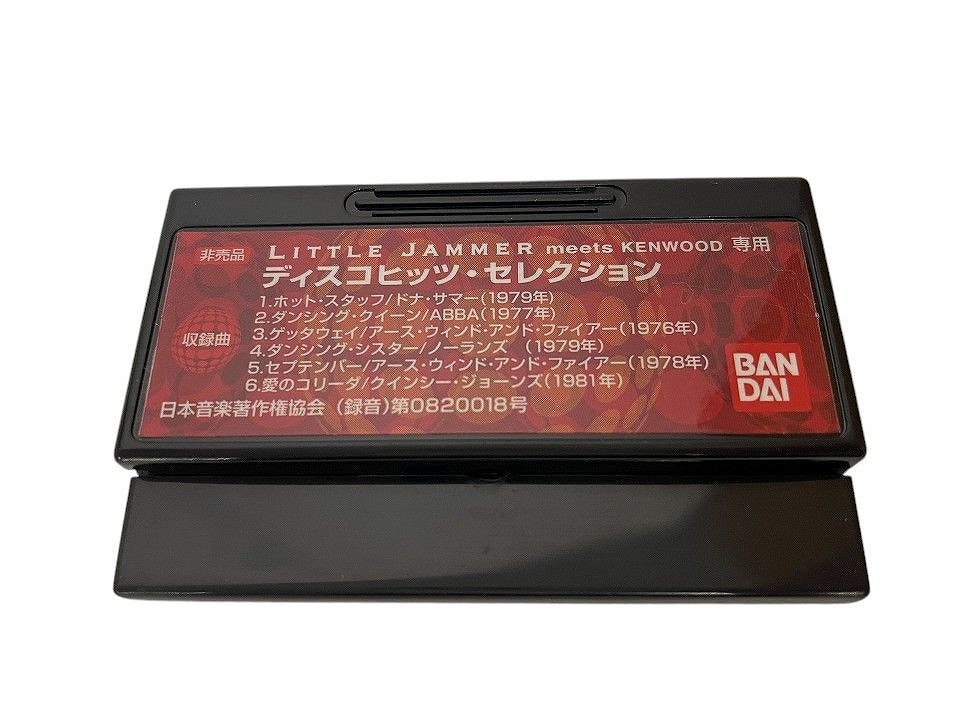 非売品 LITTLE JAMMER meets KENWOOD 専用
ディスコヒッツ・セレクション
収録曲
1.ホット・スタッフ/ドナ・サマー(1979年)
2.ダンシング・クイーン/ABBA(1977年)
3.ゲッタウェイ/アース・ウィンド・アンド・ファイアー(1976年)
4.ダンシング・シスター/ノーランズ (1979年)
5.セプテンバー/アース・ウィンド・アンド・ファイアー(1978年)
6.愛のコリーダ/クインシー・ジョーンズ(1981年)
日本音楽著作権協会 (録音)第0820018号
BAN
DAI